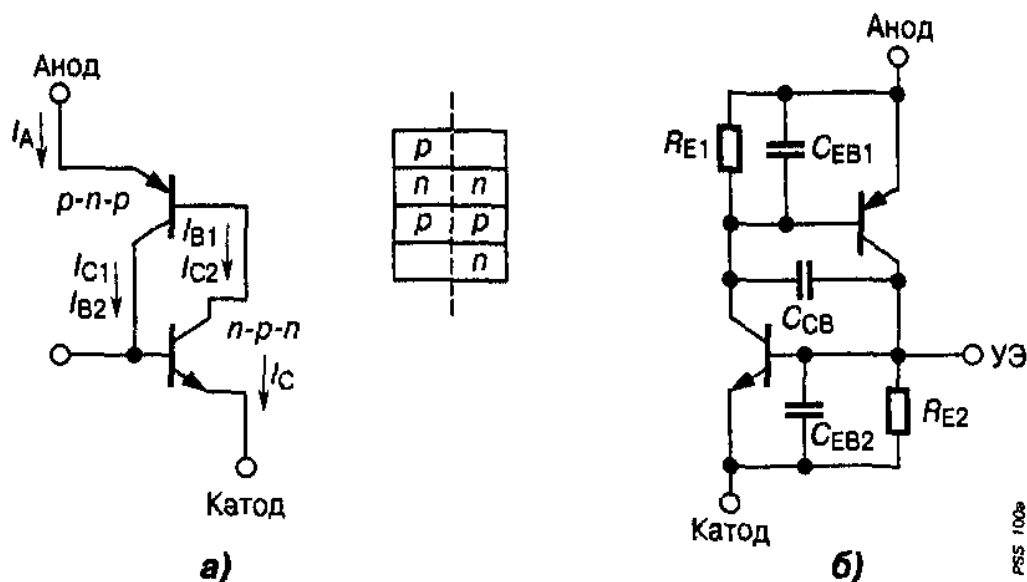 Анод
I_A
p-n-p
I_B1
I_C2
I_C1
I_B2
n-p-n
I_C
Катод
а)
p
n n
p p
n
Анод
R_E1
C_EB1
C_CB
УЭ
C_EB2
R_E2
Катод
б)
PSS 100a